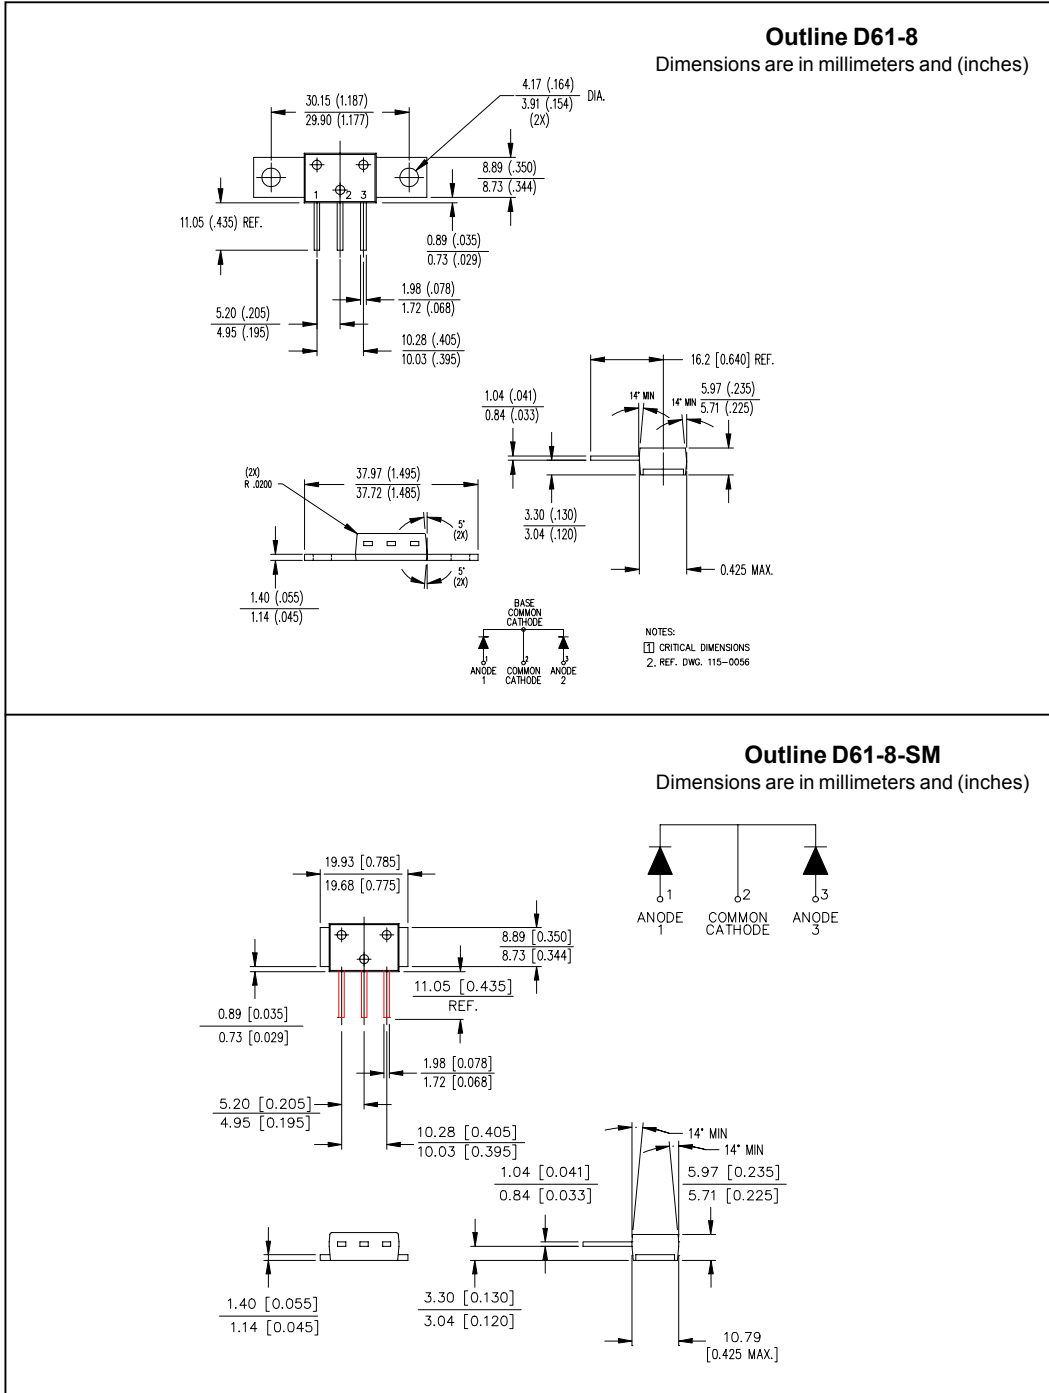 Outline D61-8
Dimensions are in millimeters and (inches)
4.17 (.164)
3.91 (.154)
DIA.
(2X)
30.15 (1.187)
29.90 (1.177)
8.89 (.350)
8.73 (.344)
1
2
3
11.05 (.435) REF.
0.89 (.035)
0.73 (.029)
1.98 (.078)
1.72 (.068)
5.20 (.205)
4.95 (.195)
10.28 (.405)
10.03 (.395)
16.2 [0.640] REF.
1.04 (.041)
0.84 (.033)
14° MIN
14° MIN
5.97 (.235)
5.71 (.225)
(2X)
R .0200
37.97 (1.495)
37.72 (1.485)
5°
(2X)
3.30 (.130)
3.04 (.120)
5°
(2X)
0.425 MAX.
1.40 (.055)
1.14 (.045)
BASE
COMMON
CATHODE
1
2
3
ANODE
1
COMMON
CATHODE
ANODE
2
NOTES:
1 CRITICAL DIMENSIONS
2. REF. DWG. 115-0056
Outline D61-8-SM
Dimensions are in millimeters and (inches)
1
2
3
ANODE
1
COMMON
CATHODE
ANODE
3
19.93 [0.785]
19.68 [0.775]
8.89 [0.350]
8.73 [0.344]
11.05 [0.435]
REF.
0.89 [0.035]
0.73 [0.029]
1.98 [0.078]
1.72 [0.068]
5.20 [0.205]
4.95 [0.195]
10.28 [0.405]
10.03 [0.395]
14° MIN
14° MIN
1.04 [0.041]
0.84 [0.033]
5.97 [0.235]
5.71 [0.225]
1.40 [0.055]
1.14 [0.045]
3.30 [0.130]
3.04 [0.120]
10.79
[0.425 MAX.]